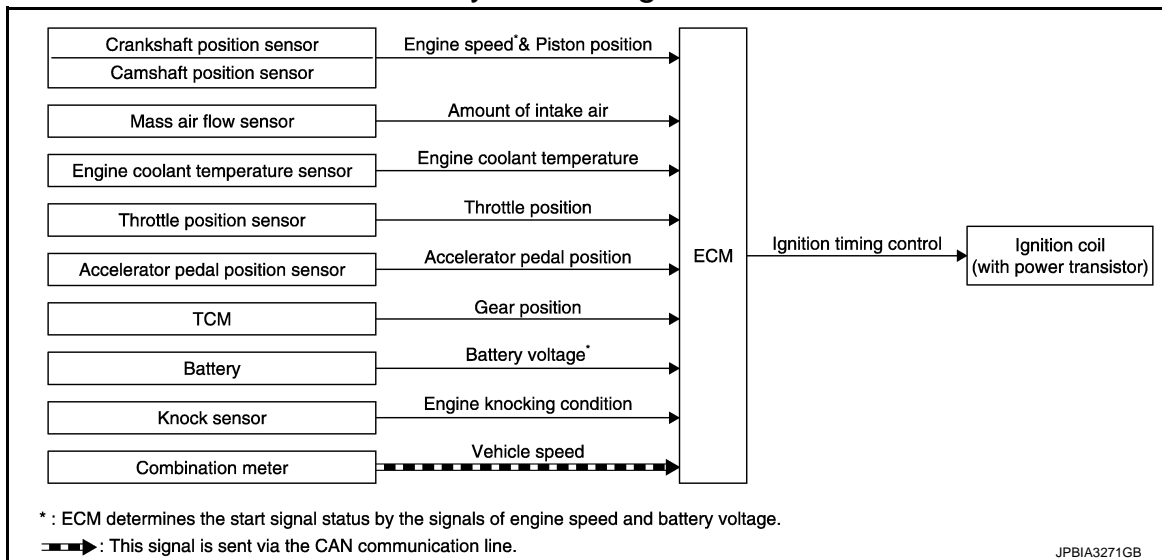 Crankshaft position sensor
Camshaft position sensor
Engine speed*& Piston position
Mass air flow sensor
Amount of intake air
Engine coolant temperature sensor
Engine coolant temperature
Throttle position sensor
Throttle position
Accelerator pedal position sensor
Accelerator pedal position
TCM
Gear position
Battery
Battery voltage*
Knock sensor
Engine knocking condition
Combination meter
Vehicle speed
ECM
Ignition timing control
Ignition coil
(with power transistor)
* : ECM determines the start signal status by the signals of engine speed and battery voltage.
: This signal is sent via the CAN communication line.
JPBIA3271GB